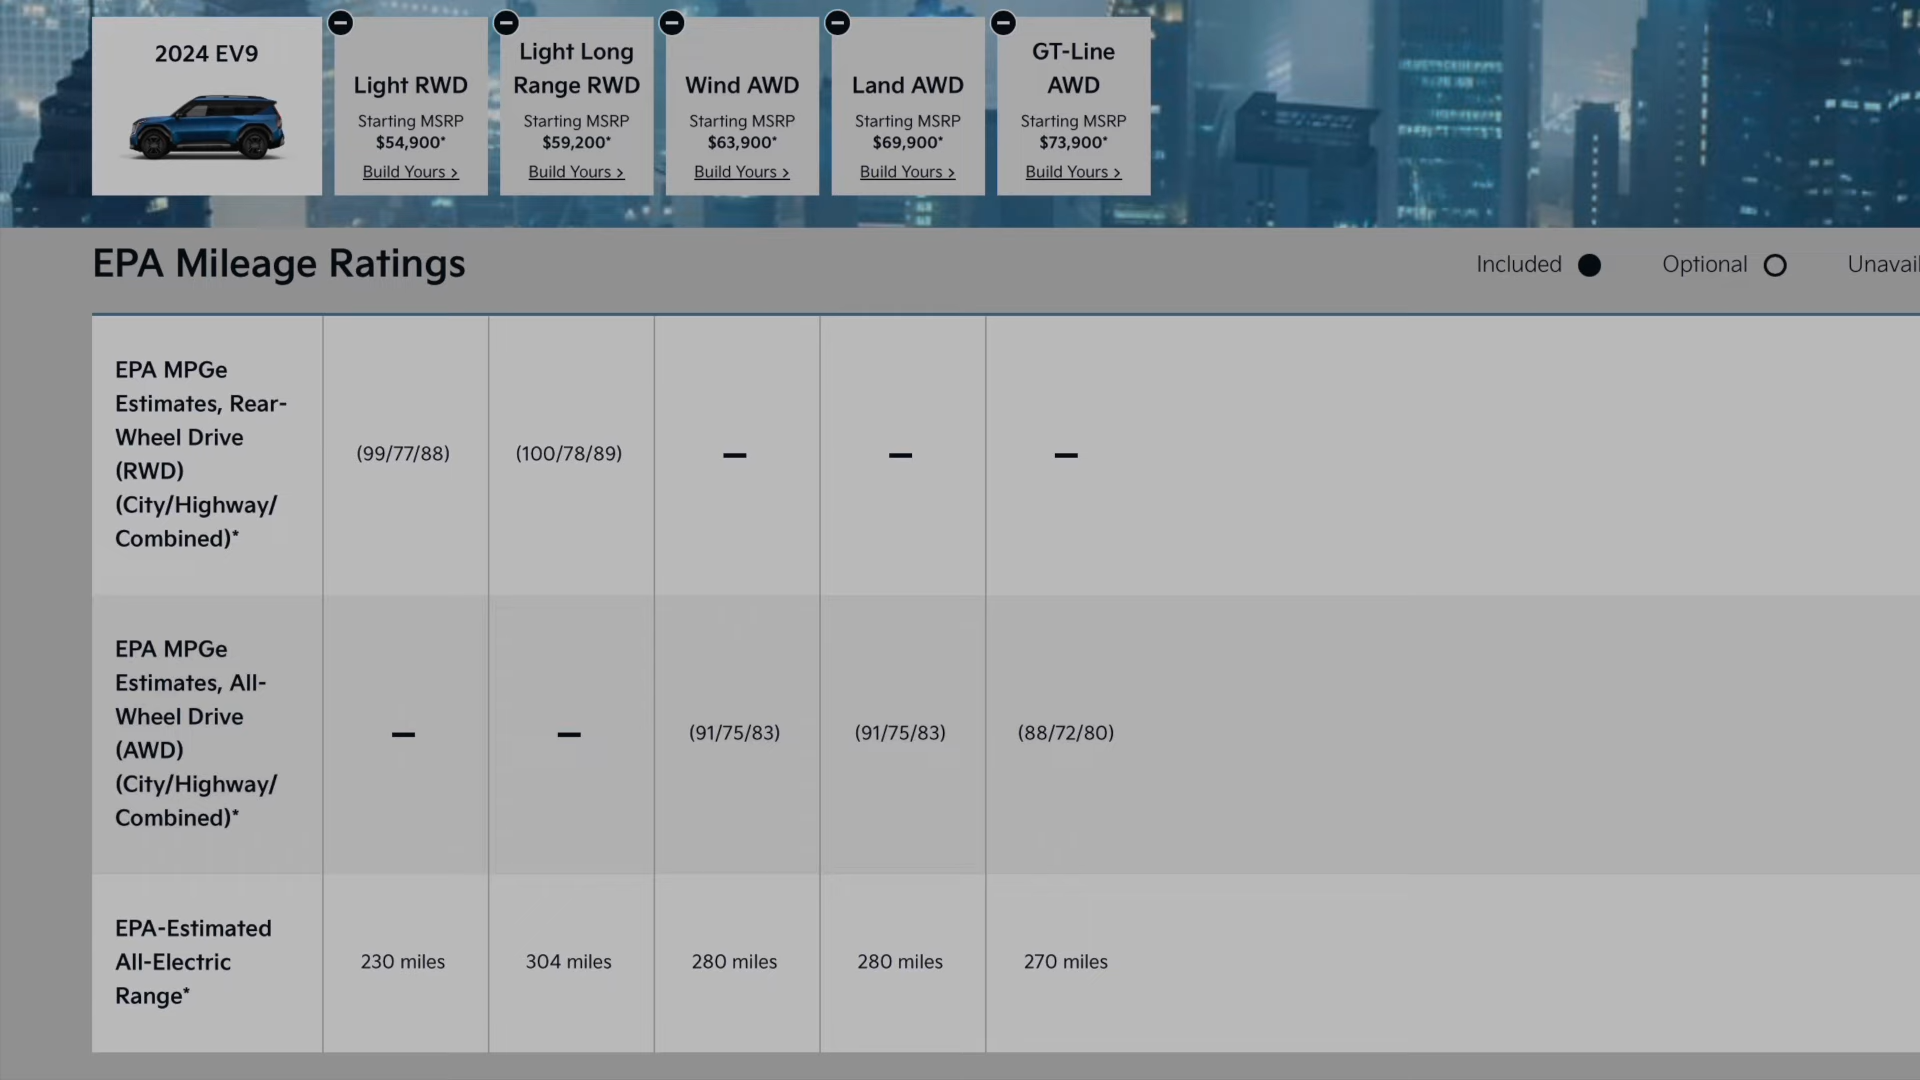 2024 EV9
Light RWD
Starting MSRP
$54,900*
Build Yours >
Light Long
Range RWD
Starting MSRP
$59,200*
Build Yours >
Wind AWD
Starting MSRP
$63,900*
Build Yours >
Land AWD
Starting MSRP
$69,900*
Build Yours >
GT-Line
AWD
Starting MSRP
$73,900*
Build Yours >
EPA Mileage Ratings
Included
Optional
Unavail
EPA MPGe
Estimates, Rear-
Wheel Drive
(RWD)
(City/Highway/
Combined)*
(99/77/88)
(100/78/89)
–
–
–
EPA MPGe
Estimates, All-
Wheel Drive
(AWD)
(City/Highway/
Combined)*
–
–
(91/75/83)
(91/75/83)
(88/72/80)
EPA-Estimated
All-Electric
Range*
230 miles
304 miles
280 miles
280 miles
270 miles